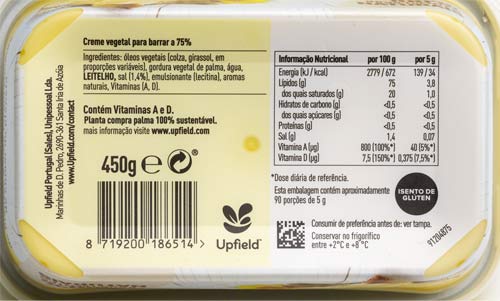 Creme vegetal para barrar a 75%
Ingredientes: óleos vegetais (colza, girassol, em
proporções variáveis), gordura vegetal de palma, água,
LEITELHO, sal (1,4%), emulsionante (lecitina), aromas
naturais, Vitaminas (A, D).
Contém Vitaminas A e D.
Planta compra palma 100% sustentável.
mais informação visite www.upfield.com
450g e
8 719200 186514 >
Upfield™
Upfield Portugal (Sales), Unipessoal Lda.
Marinhas de D. Pedro, 2690-361 Santa Iria de Azóia
www.upfield.com/contact
Informação Nutricional por 100 g por 5 g
Energia (kJ / kcal) 2779 / 672 139 / 34
Lípidos (g) 75 3.8
dos quais saturados (g) 20 1.0
Hidratos de carbono (g) <0,5 <0,5
dos quais açúcares (g) <0,5 <0,5
Proteínas (g) <0,5 <0,5
Sal (g) 1,4 0,07
Vitamina A (µg) 800 (100%*) 40 (5%*)
Vitamina D (µg) 7,5 (150%*) 0,375 (7,5%*)
*Dose diária de referência.
Esta embalagem contém aproximadamente
90 porções de 5 g
ISENTO DE
GLÚTEN
Consumir de preferência antes de: ver tampa.
Conservar no frigorífico
entre +2°C e +8°C
91204875